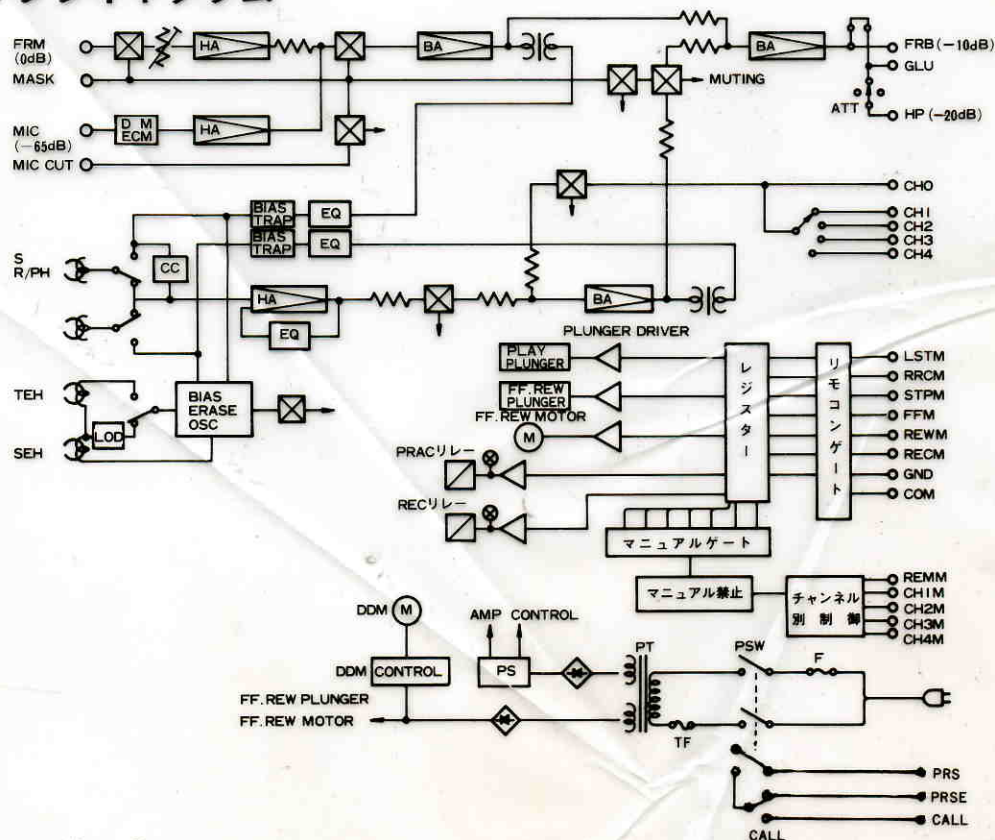 FRM
(0dB)
HA
BA
BA
FRB (−10dB)
GLU
MASK
MUTING
ATT
HP (−20dB)
MIC
(−65dB)
D M
ECM
HA
MIC CUT
CH0
BIAS
TRAP
EQ
CH1
BIAS
TRAP
EQ
CH2
CH3
CH4
S
R/PH
CC
HA
BA
EQ
PLUNGER DRIVER
PLAY
PLUNGER
FF. REW
PLUNGER
FF. REW MOTOR
M
レジスター
リモコンゲート
LSTM
RRCM
STPM
FFM
REWM
RECM
GND
COM
TEH
LOD
SEH
BIAS
ERASE
OSC
PRACリレー
RECリレー
マニュアルゲート
マニュアル禁止
チャンネル
別制御
REMM
CH1M
CH2M
CH3M
CH4M
DDM
M
AMP CONTROL
DDM CONTROL
PS
PT
PSW
F
FF. REW PLUNGER
FF. REW MOTOR
TF
PRS
PRSE
CALL
CALL